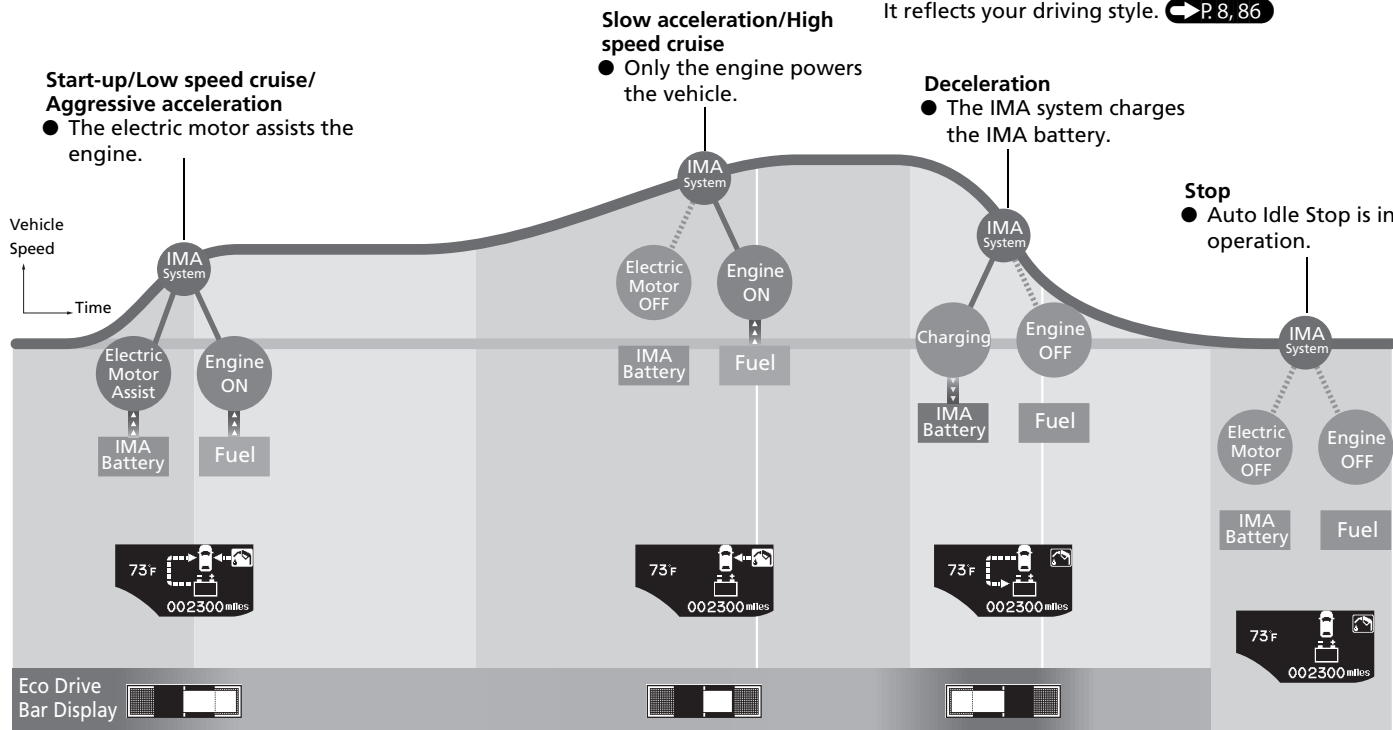 It reflects your driving style. P. 8, 86
Slow acceleration/High
speed cruise
● Only the engine powers
the vehicle.
Start-up/Low speed cruise/
Aggressive acceleration
● The electric motor assists the
engine.
Deceleration
● The IMA system charges
the IMA battery.
Stop
● Auto Idle Stop is in
operation.
Vehicle
Speed
Time
IMA
System
Electric
Motor
Assist
Engine
ON
IMA
Battery
Fuel
IMA
System
Electric
Motor
OFF
Engine
ON
IMA
Battery
Fuel
IMA
System
Charging
Engine
OFF
IMA
Battery
Fuel
IMA
System
Electric
Motor
OFF
Engine
OFF
IMA
Battery
Fuel
73°F
002300 miles
73°F
002300 miles
73°F
002300 miles
73°F
002300 miles
Eco Drive
Bar Display